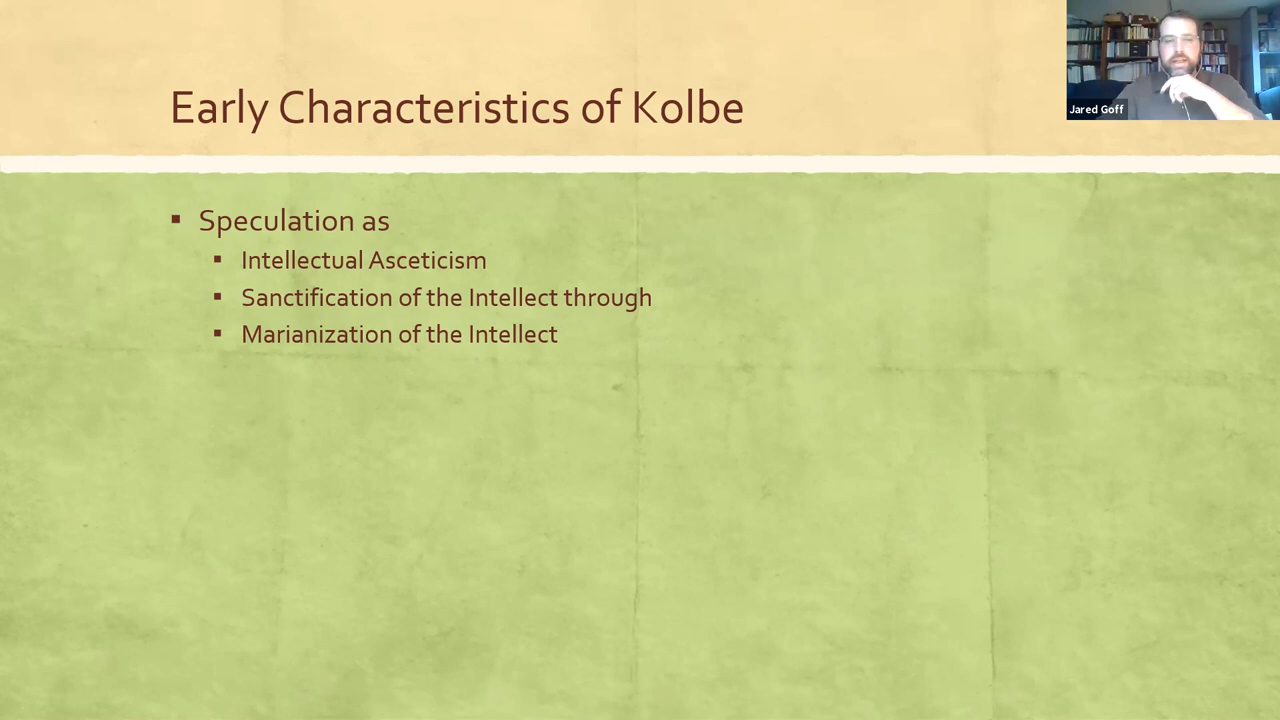 Early Characteristics of Kolbe
Jared Goff
▪ Speculation as
▪ Intellectual Asceticism
▪ Sanctification of the Intellect through
▪ Marianization of the Intellect